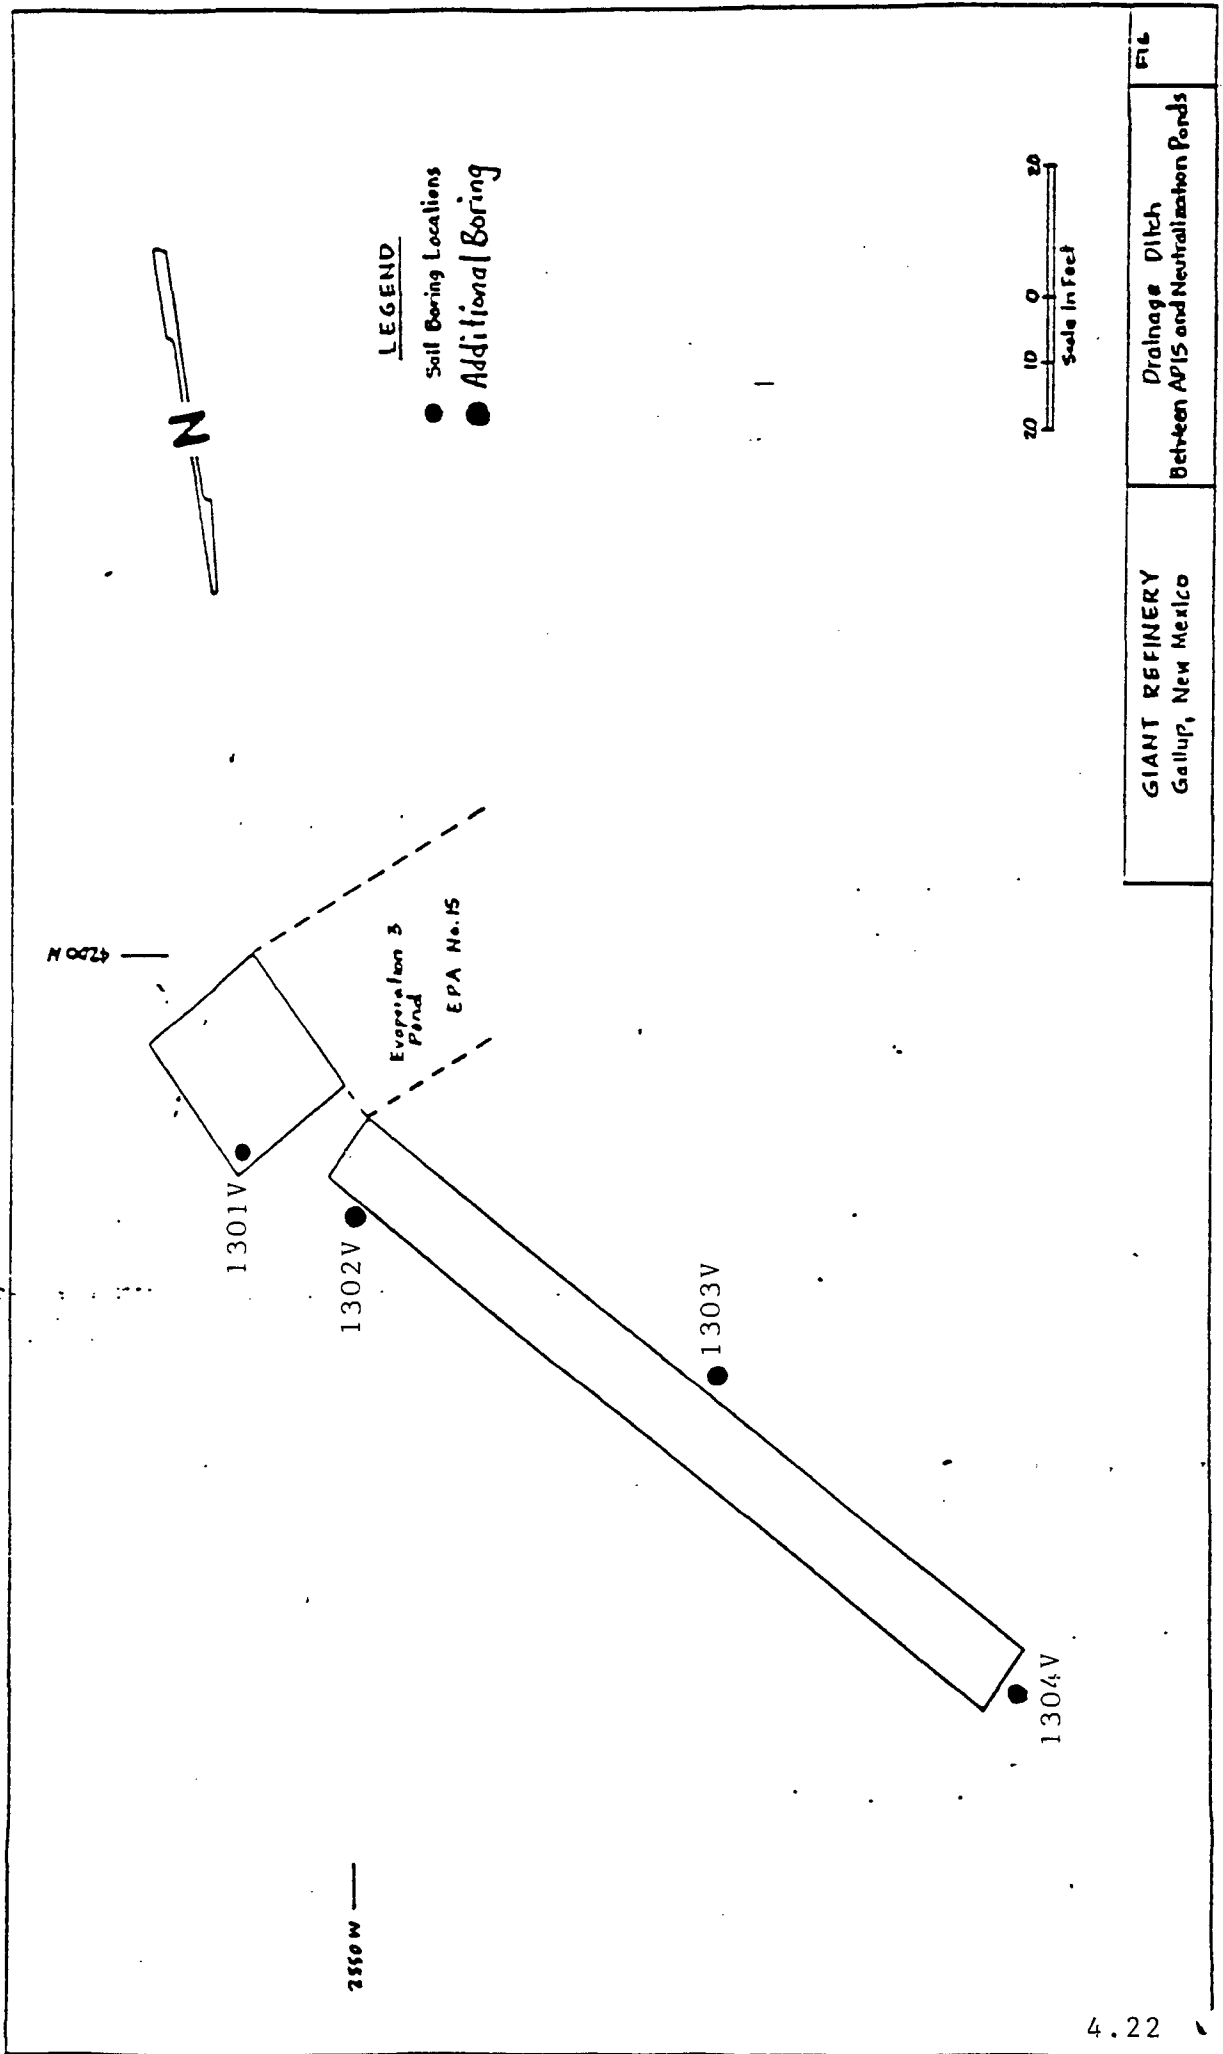 N
LEGEND
Soil Boring Locations
Additional Boring
4200 N
Evaporation 3
Pond
EPA No. 15
1301V
1302V
1303V
1304V
2550 W
20 10 0 20
Scale In Feet
GIANT REFINERY
Gallup, New Mexico
Drainage Ditch
Between APIS and Neutralization Ponds
FIG
4.22